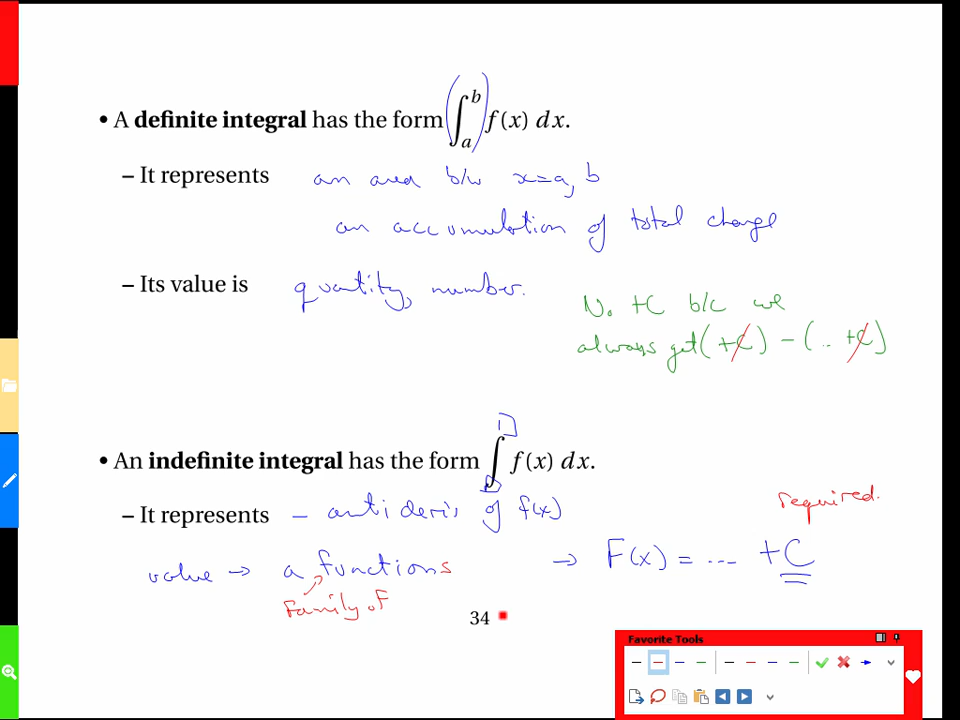 • A definite integral has the form ∫_a^b f(x) dx.
– It represents an area b/w x=a, b
an accumulation of total change
– Its value is quantity, number.
No +C b/c we
always get (+C) – (... +C)
• An indefinite integral has the form ∫ f(x) dx.
required.
– It represents – antideriv of f(x)
value → a functions → F(x) = ... +C
family of
34
Favorite Tools